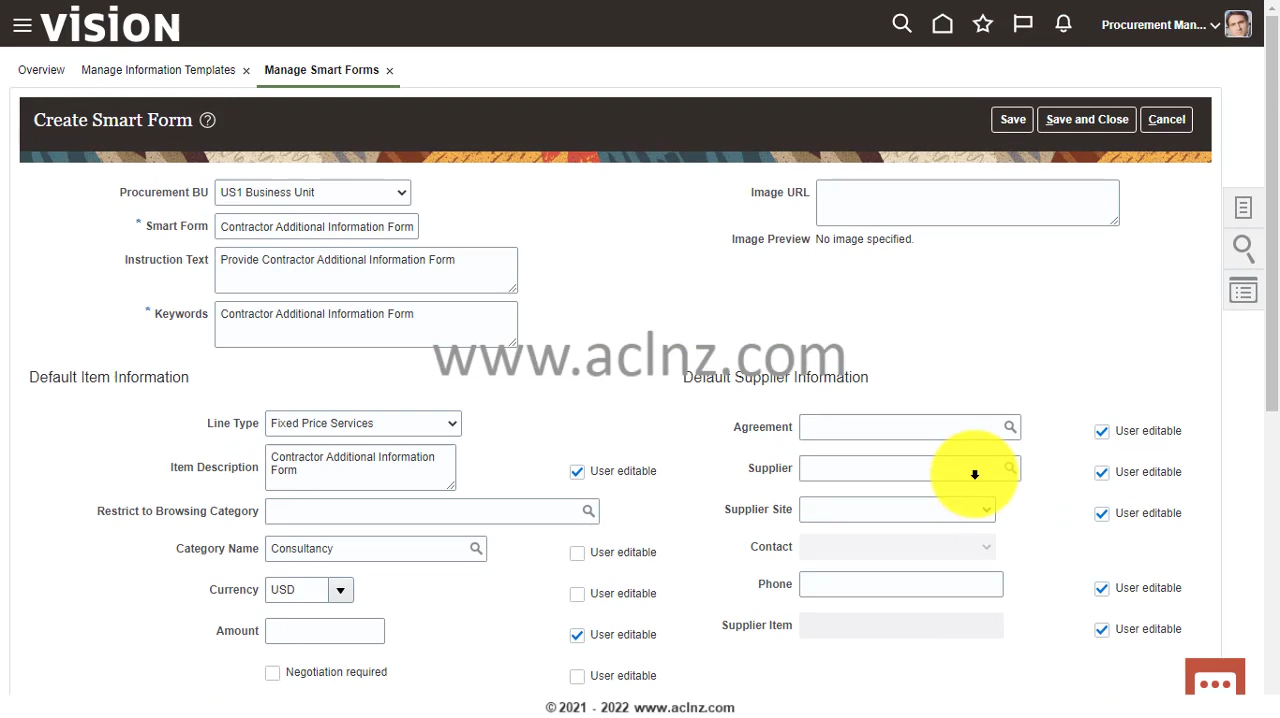 vision
Procurement Man...
Overview
Manage Information Templates
Manage Smart Forms
Create Smart Form
Save
Save and Close
Cancel
Procurement BU
US1 Business Unit
* Smart Form
Contractor Additional Information Form
Instruction Text
Provide Contractor Additional Information Form
* Keywords
Contractor Additional Information Form
Image URL
Image Preview No image specified.
www.aclnz.com
Default Item Information
Line Type
Fixed Price Services
Item Description
Contractor Additional Information
Form
User editable
Restrict to Browsing Category
Category Name
Consultancy
User editable
Currency
USD
User editable
Amount
User editable
Negotiation required
User editable
Default Supplier Information
Agreement
User editable
Supplier
User editable
Supplier Site
User editable
Contact
Phone
User editable
Supplier Item
User editable
© 2021 - 2022 www.aclnz.com